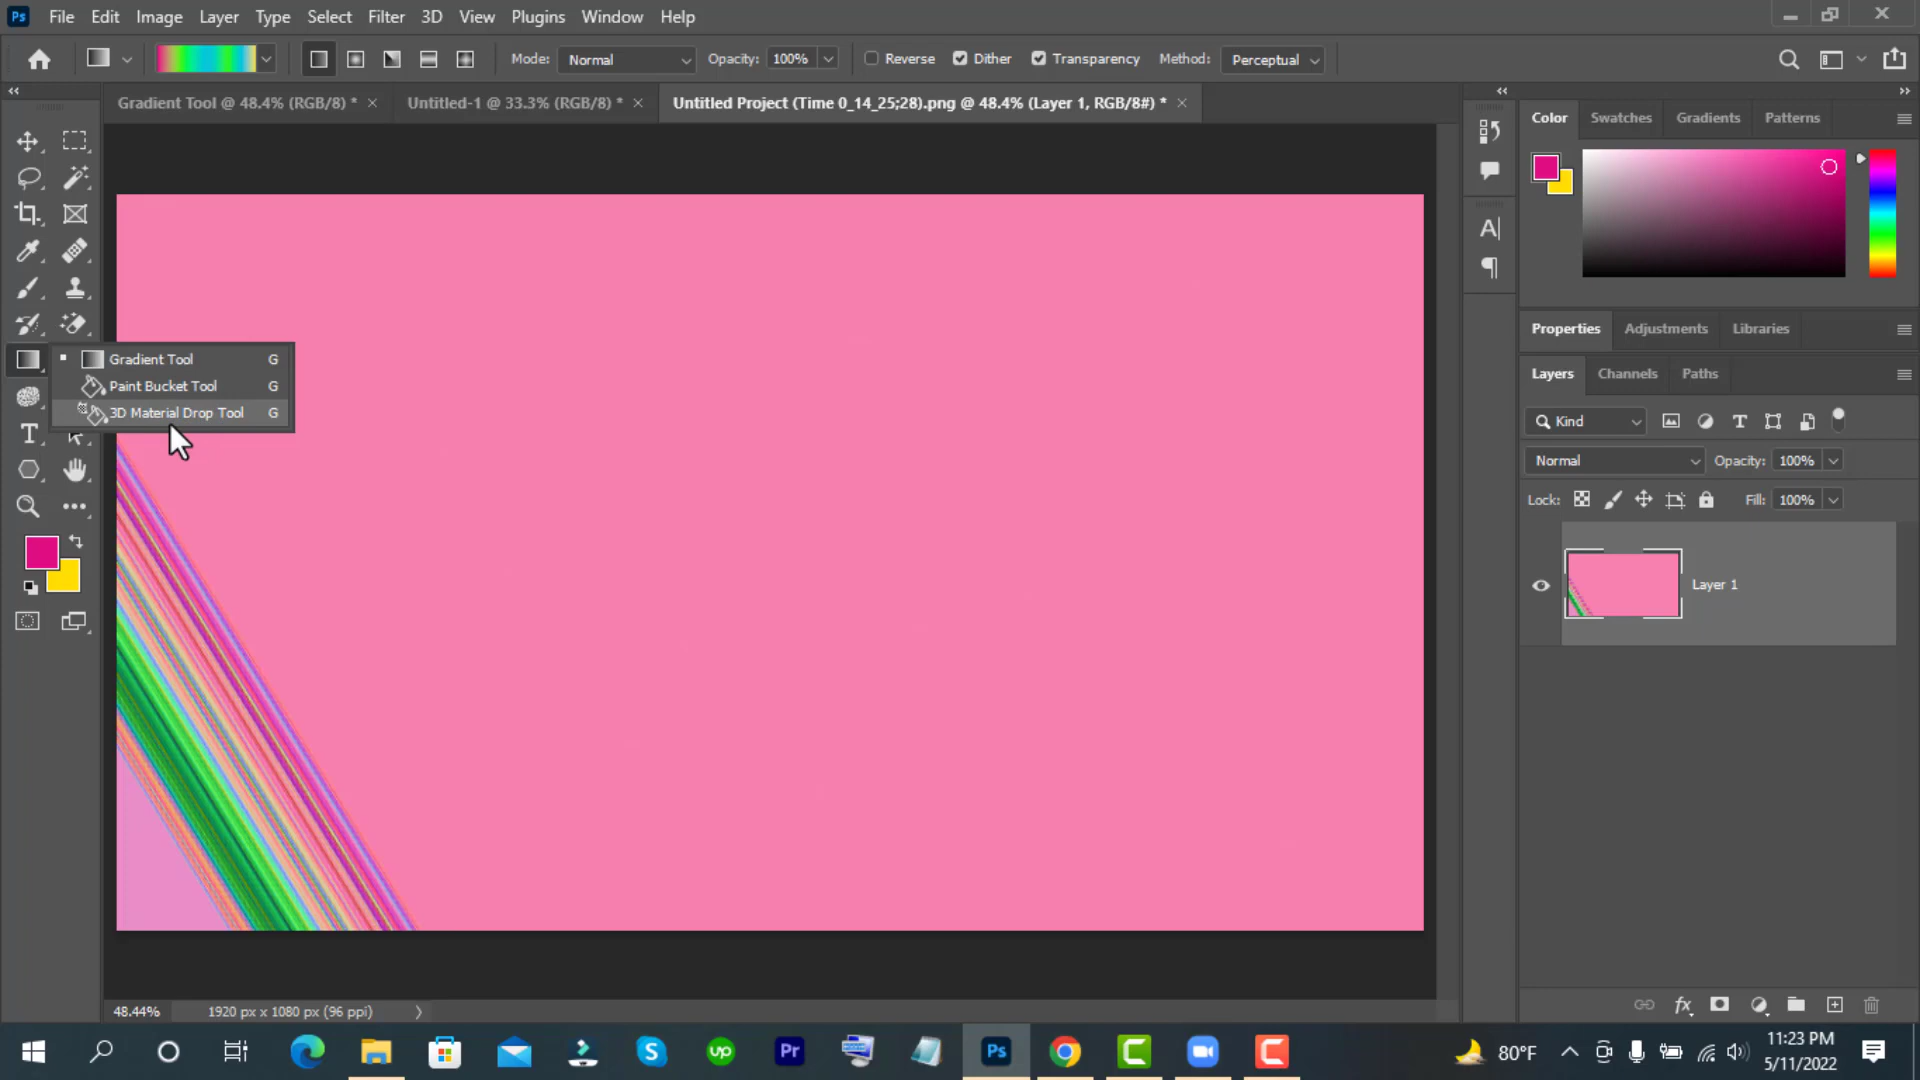 Ps File Edit Image Layer Type Select Filter 3D View Plugins Window Help
Mode: Normal Opacity: 100% Reverse Dither Transparency Method: Perceptual
Gradient Tool @ 48.4% (RGB/8) * Untitled-1 @ 33.3% (RGB/8) * Untitled Project (Time 0_14_25;28).png @ 48.4% (Layer 1, RGB/8#) *
Color Swatches Gradients Patterns
Gradient Tool G
Paint Bucket Tool G
3D Material Drop Tool G
Properties Adjustments Libraries
Layers Channels Paths
Kind
Normal Opacity: 100%
Lock: Fill: 100%
Layer 1
48.44% 1920 px x 1080 px (96 ppi)
up Pr Ps 80°F 11:23 PM
5/11/2022